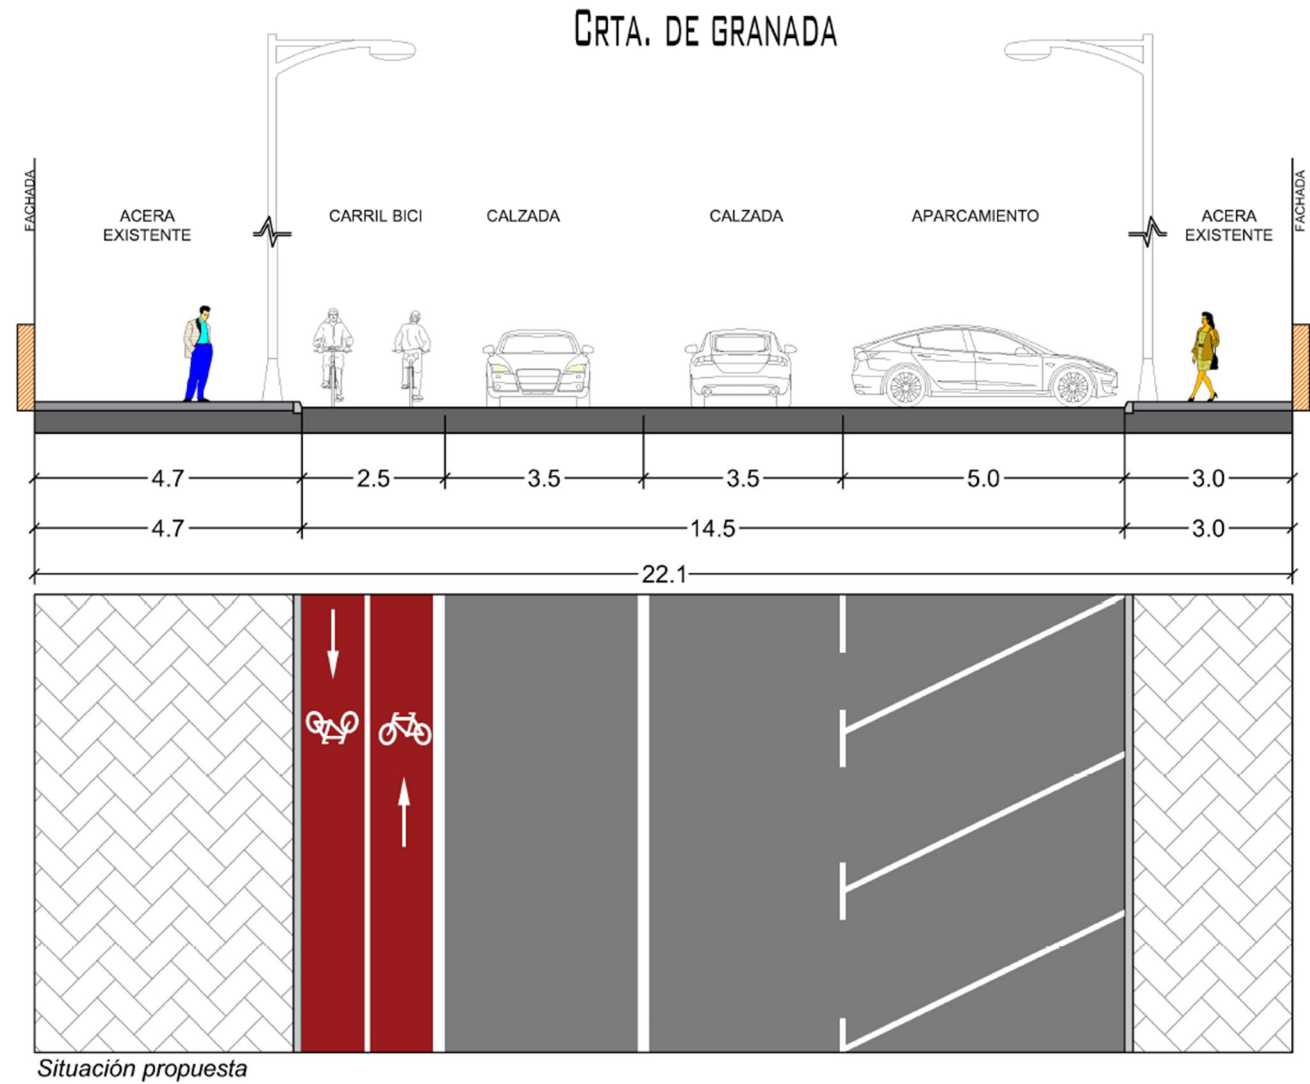 CRTA. DE GRANADA
FACHADA
ACERA
EXISTENTE
CARRIL BICI
CALZADA
CALZADA
APARCAMIENTO
ACERA
EXISTENTE
FACHADA
4.7 2.5 3.5 3.5 5.0 3.0
4.7 14.5 3.0
22.1
Situación propuesta